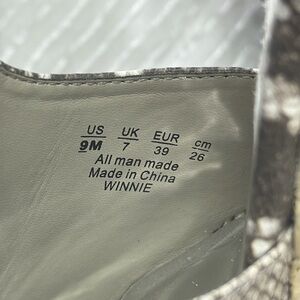 US UK EUR cm
9M 7 39 26
All man made
Made in China
WINNIE